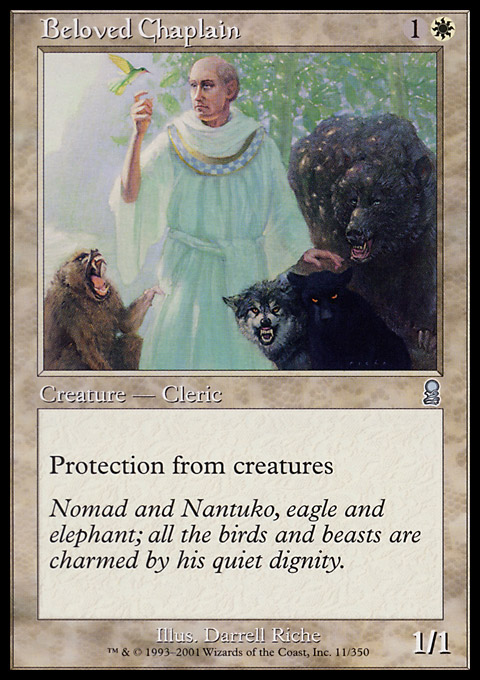 Beloved Chaplain 1
Creature — Cleric
Protection from creatures
Nomad and Nantuko, eagle and
elephant; all the birds and beasts are
charmed by his quiet dignity.
Illus. Darrell Riche
™ & © 1993–2001 Wizards of the Coast, Inc. 11/350
1/1